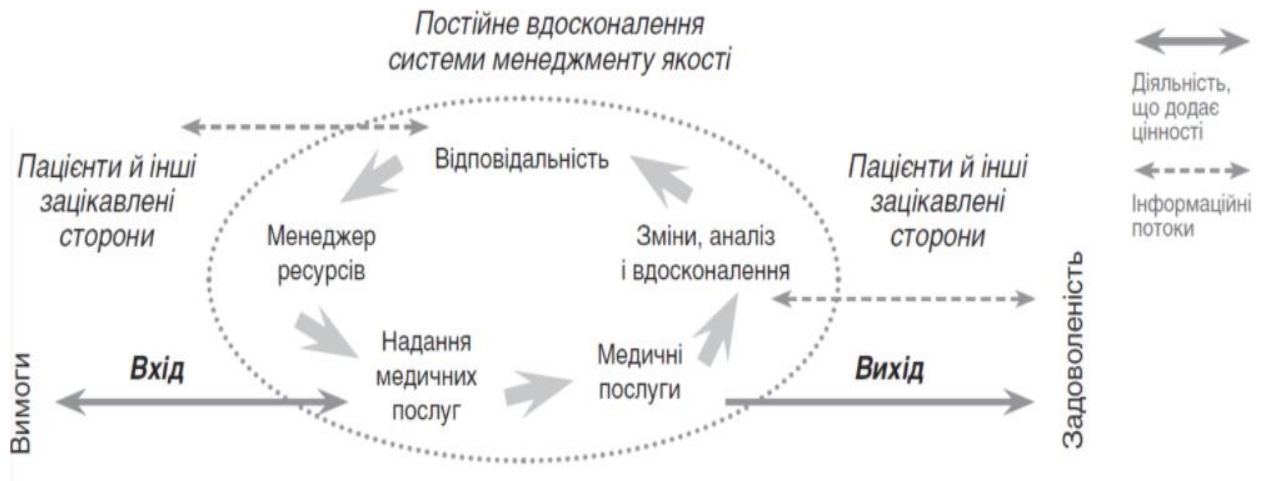 Постійне вдосконалення
системи менеджменту якості
Пацієнти й інші
зацікавлені
сторони
Відповідальність
Менеджер
ресурсів
Зміни, аналіз
і вдосконалення
Надання
медичних
послуг
Медичні
послуги
Вимоги
Вхід
Вихід
Пацієнти й інші
зацікавлені
сторони
Задоволеність
Діяльність,
що додає
цінності
Інформаційні
потоки